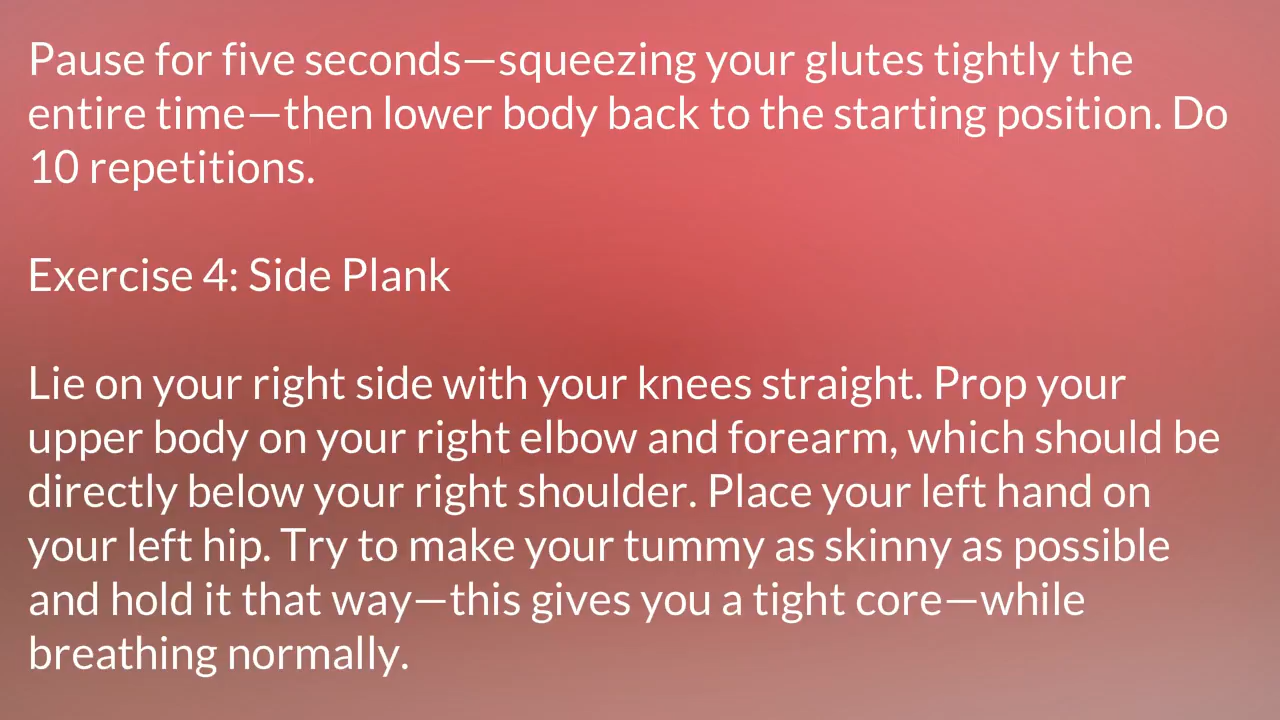 Pause for five seconds—squeezing your glutes tightly the
entire time—then lower body back to the starting position. Do
10 repetitions.
Exercise 4: Side Plank
Lie on your right side with your knees straight. Prop your
upper body on your right elbow and forearm, which should be
directly below your right shoulder. Place your left hand on
your left hip. Try to make your tummy as skinny as possible
and hold it that way—this gives you a tight core—while
breathing normally.